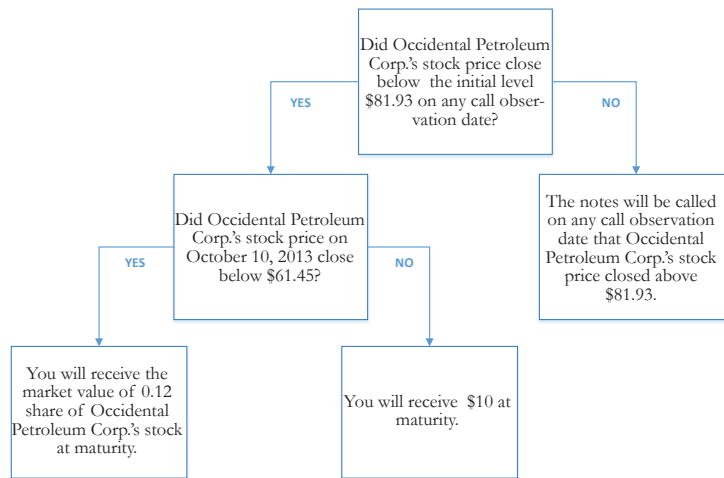 Did Occidental Petroleum
Corp.'s stock price close
below the initial level
$81.93 on any call obser-
vation date?
YES
NO
Did Occidental Petroleum
Corp.'s stock price on
October 10, 2013 close
below $61.45?
The notes will be called
on any call observation
date that Occidental
Petroleum Corp.'s stock
price closed above
$81.93.
YES
NO
You will receive the
market value of 0.12
share of Occidental
Petroleum Corp.'s stock
at maturity.
You will receive $10 at
maturity.